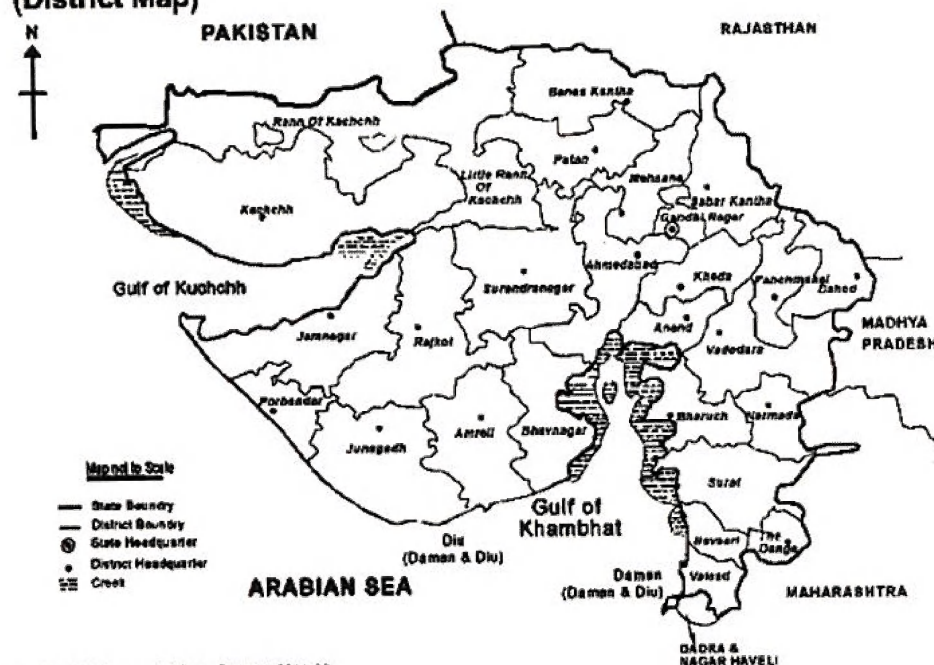 (District Map)
N
PAKISTAN
RAJASTHAN
Banas Kantha
Rann Of Kachchh
Patan
Mehsana
Little Rann
Of
Kachchh
Sabar Kantha
Gandhi Nagar
Kachchh
Ahmedabad
Kheda
Panchmahal
Dahod
Gulf of Kuchchh
Surendranagar
Jamnagar
Rajkot
Anand
Vadodara
MADHYA
PRADESH
Porbandar
Bharuch
Narmada
Junagadh
Amreli
Bhavnagar
Map not to Scale
State Boundry
District Boundry
State Headquarter
District Headquarter
Creek
Surat
Gulf of
Khambhat
Navsari
The
Dangs
Diu
(Daman & Diu)
ARABIAN SEA
Daman
(Daman & Diu)
Valsad
MAHARASHTRA
DADRA &
NAGAR HAVELI